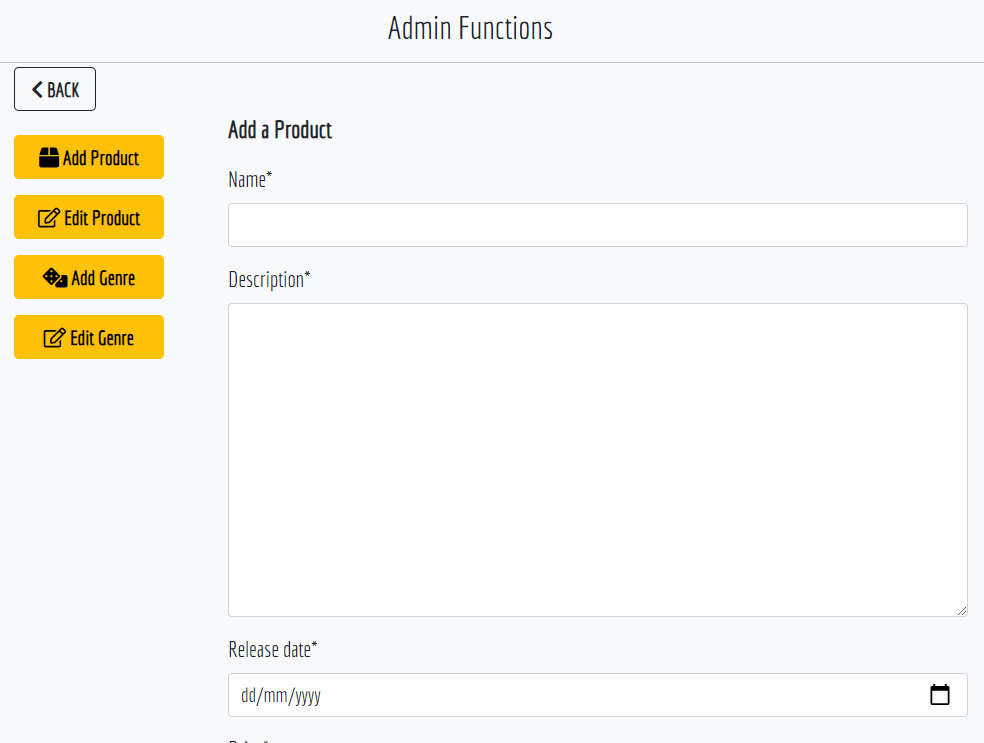 Admin Functions
BACK
Add Product
Edit Product
Add Genre
Edit Genre
Add a Product
Name*
Description*
Release date*
dd/mm/yyyy